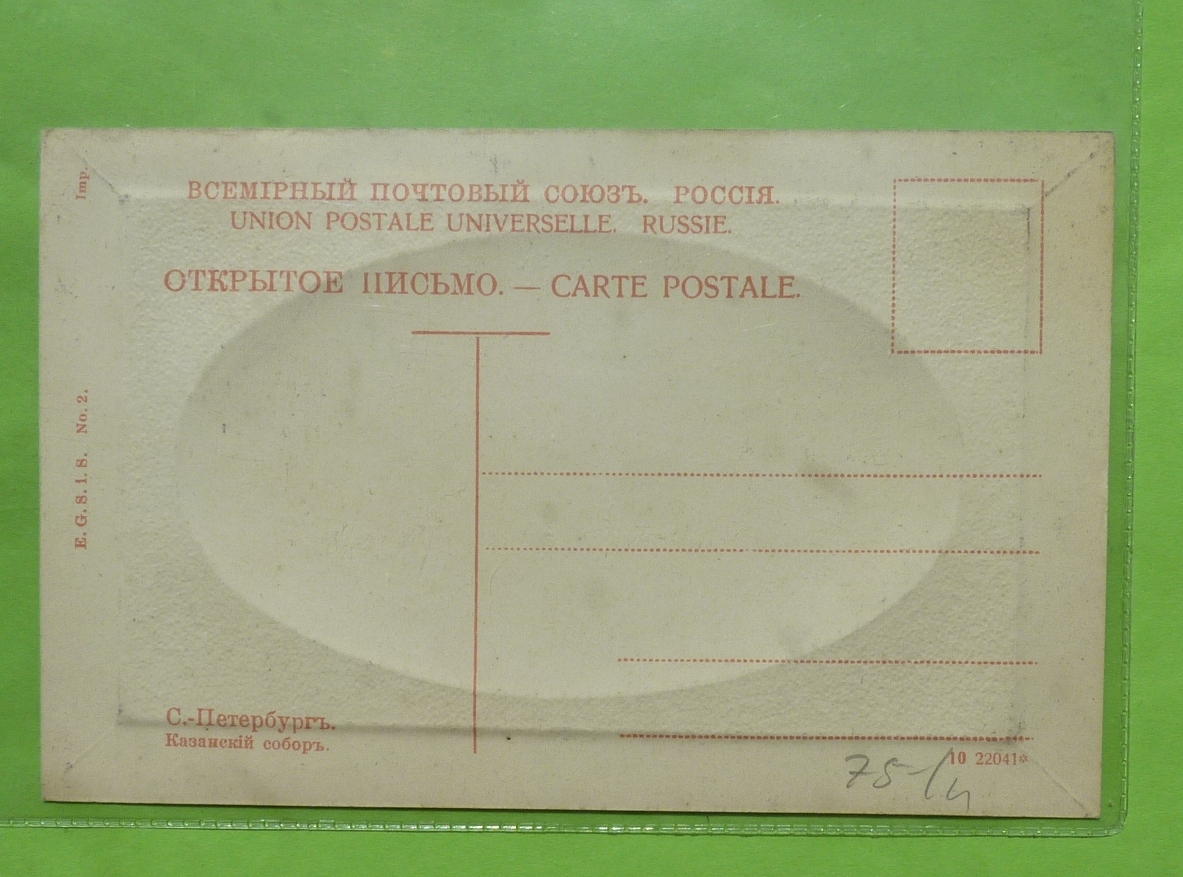 ВСЕМІРНЫЙ ПОЧТОВЫЙ СОЮЗЪ. РОССІЯ.
UNION POSTALE UNIVERSELLE. RUSSIE.
ОТКРЫТОЕ ПИСЬМО. — CARTE POSTALE.
Imp.
E. G. S. i. S. No. 2.
С.-Петербургъ.
Казанскій соборъ.
10 22041*
75-/4